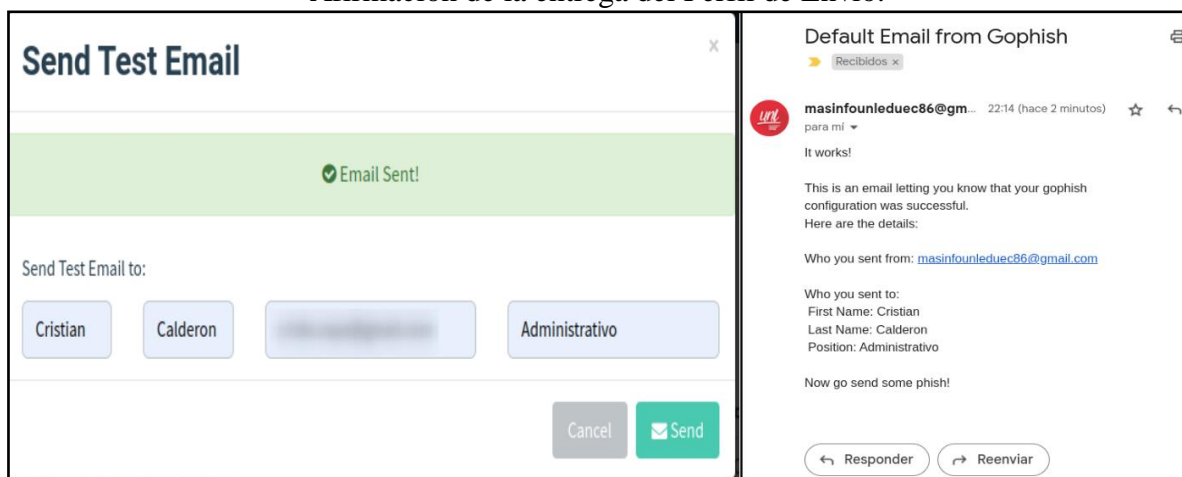 Send Test Email
×
Email Sent!
Send Test Email to:
Cristian
Calderon
Administrativo
Cancel
Send
Default Email from Gophish
Recibidos ×
unl
masinfounleduec86@gm... 22:14 (hace 2 minutos)
para mí
It works!
This is an email letting you know that your gophish
configuration was successful.
Here are the details:
Who you sent from: masinfounleduec86@gmail.com
Who you sent to:
First Name: Cristian
Last Name: Calderon
Position: Administrativo
Now go send some phish!
Responder
Reenviar